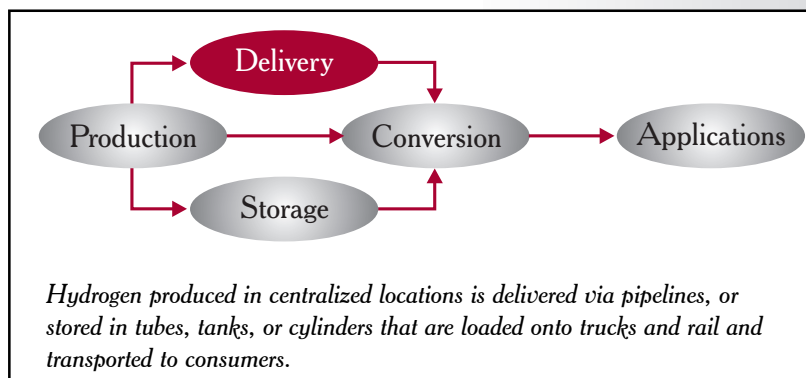 Delivery
Production
Conversion
Applications
Storage
Hydrogen produced in centralized locations is delivered via pipelines, or
stored in tubes, tanks, or cylinders that are loaded onto trucks and rail and
transported to consumers.